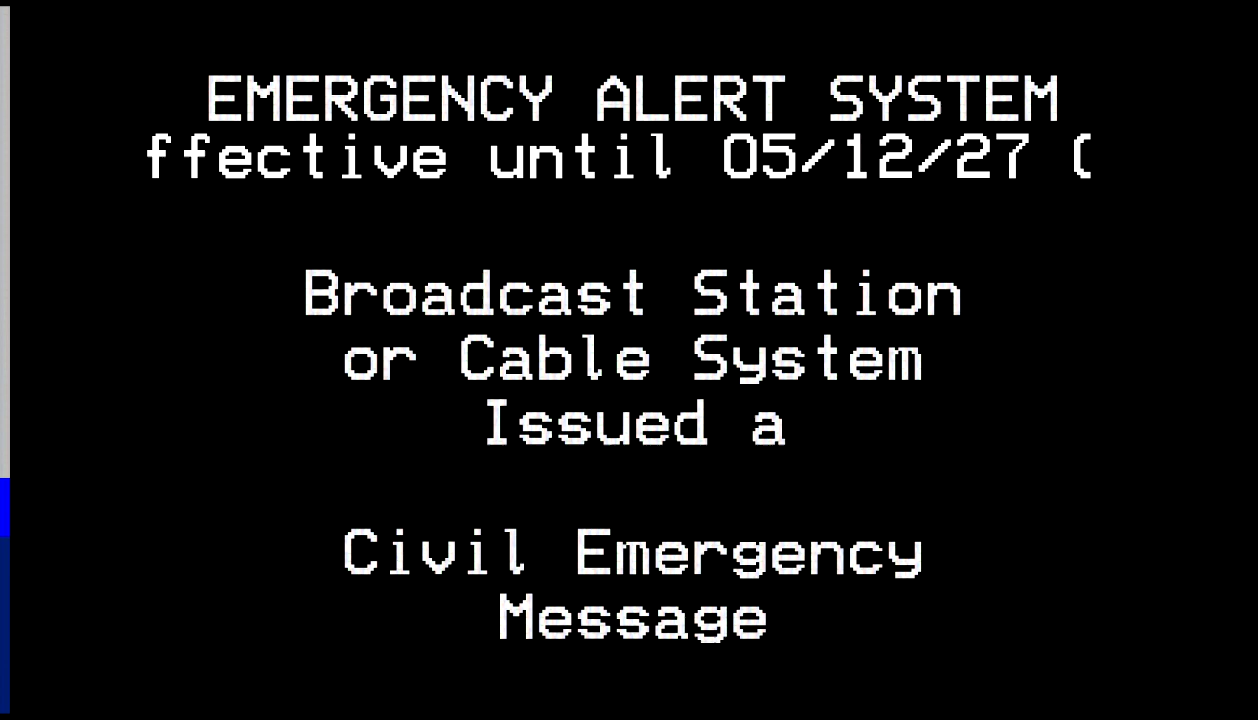 EMERGENCY ALERT SYSTEM
ffective until 05/12/27 (
Broadcast Station
or Cable System
Issued a
Civil Emergency
Message